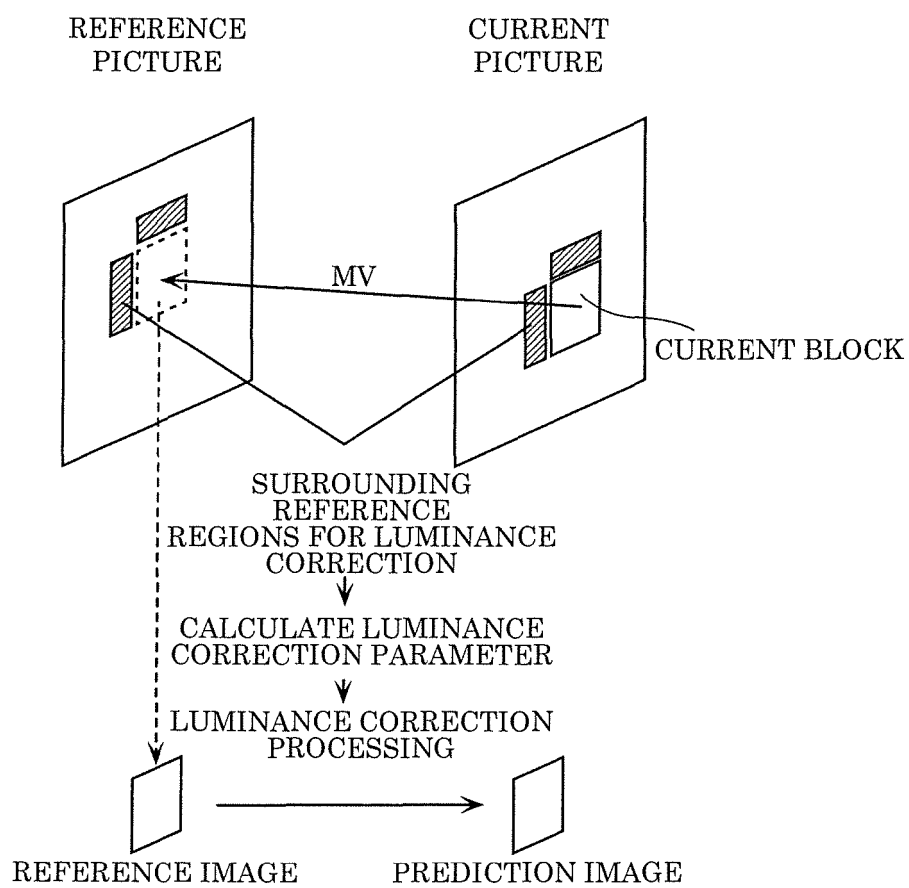 REFERENCE
PICTURE
CURRENT
PICTURE
MV
CURRENT BLOCK
SURROUNDING
REFERENCE
REGIONS FOR LUMINANCE
CORRECTION
CALCULATE LUMINANCE
CORRECTION PARAMETER
LUMINANCE CORRECTION
PROCESSING
REFERENCE IMAGE
PREDICTION IMAGE